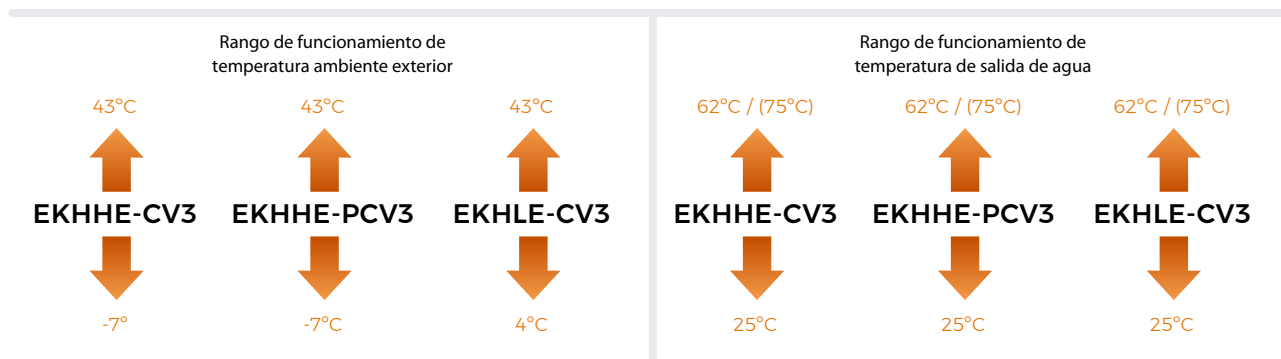 Rango de funcionamiento de
temperatura ambiente exterior
43°C 43°C 43°C
EKHHE-CV3 EKHHE-PCV3 EKHLE-CV3
-7° -7°C 4°C
Rango de funcionamiento de
temperatura de salida de agua
62°C / (75°C) 62°C / (75°C) 62°C / (75°C)
EKHHE-CV3 EKHHE-PCV3 EKHLE-CV3
25°C 25°C 25°C